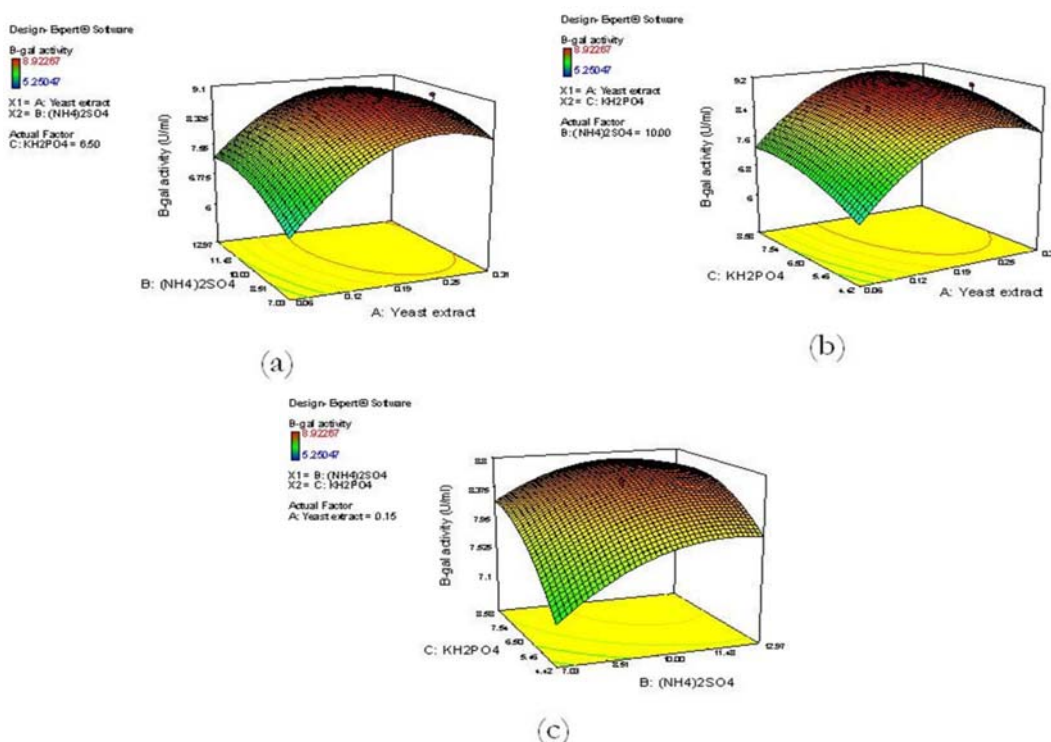 Design-Expert® Software
B-gal activity
8.92267
5.25047
X1 = A: Yeast extract
X2 = B: (NH4)2SO4
Actual Factor
C: KH2PO4 = 6.50
9.1
8.325
7.55
6.775
6
B-gal activity (U/ml)
12.97
11.48
10.00
8.51
7.03
B: (NH4)2SO4
0.06
0.12
0.19
0.25
0.31
A: Yeast extract
(a)
Design-Expert® Software
B-gal activity
8.92267
5.25047
X1 = A: Yeast extract
X2 = C: KH2PO4
Actual Factor
B: (NH4)2SO4 = 10.00
9.2
8.4
7.6
6.8
6
B-gal activity (U/ml)
8.58
7.54
6.50
5.46
4.42
C: KH2PO4
0.06
0.12
0.19
0.25
A: Yeast extract
(b)
Design-Expert® Software
B-gal activity
8.92267
5.25047
X1 = B: (NH4)2SO4
X2 = C: KH2PO4
Actual Factor
A: Yeast extract = 0.15
8.8
8.375
7.95
7.525
7.1
B-gal activity (U/ml)
8.58
7.54
6.50
5.46
4.42
C: KH2PO4
7.03
8.51
10.00
11.48
12.97
B: (NH4)2SO4
(c)